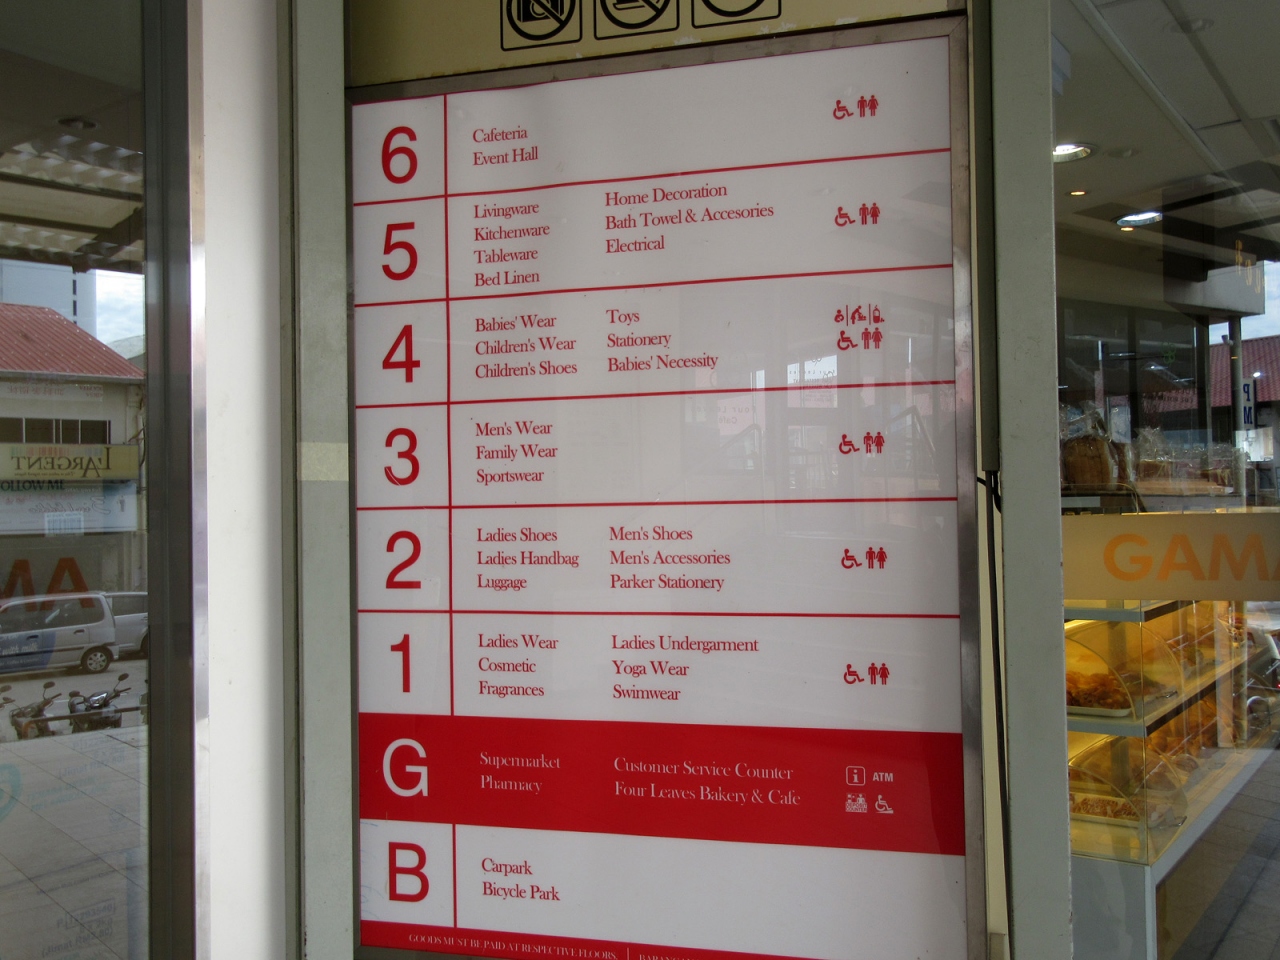 6
Cafeteria
Event Hall
5
Livingware
Kitchenware
Tableware
Bed Linen
Home Decoration
Bath Towel & Accesories
Electrical
4
Babies' Wear
Children's Wear
Children's Shoes
Toys
Stationery
Babies' Necessity
3
Men's Wear
Family Wear
Sportswear
2
Ladies Shoes
Ladies Handbag
Luggage
Men's Shoes
Men's Accessories
Parker Stationery
1
Ladies Wear
Cosmetic
Fragrances
Ladies Undergarment
Yoga Wear
Swimwear
G
Supermarket
Pharmacy
Customer Service Counter
Four Leaves Bakery & Cafe
i ATM
B
Carpark
Bicycle Park
GOODS MUST BE PAID AT RESPECTIVE FLOORS.
L'ARGENT
MA
GAMA